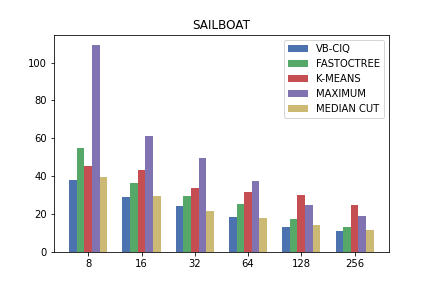 SAILBOAT
VB-CIQ
FASTOCTREE
K-MEANS
MAXIMUM
MEDIAN CUT
100
80
60
40
20
0
8 16 32 64 128 256